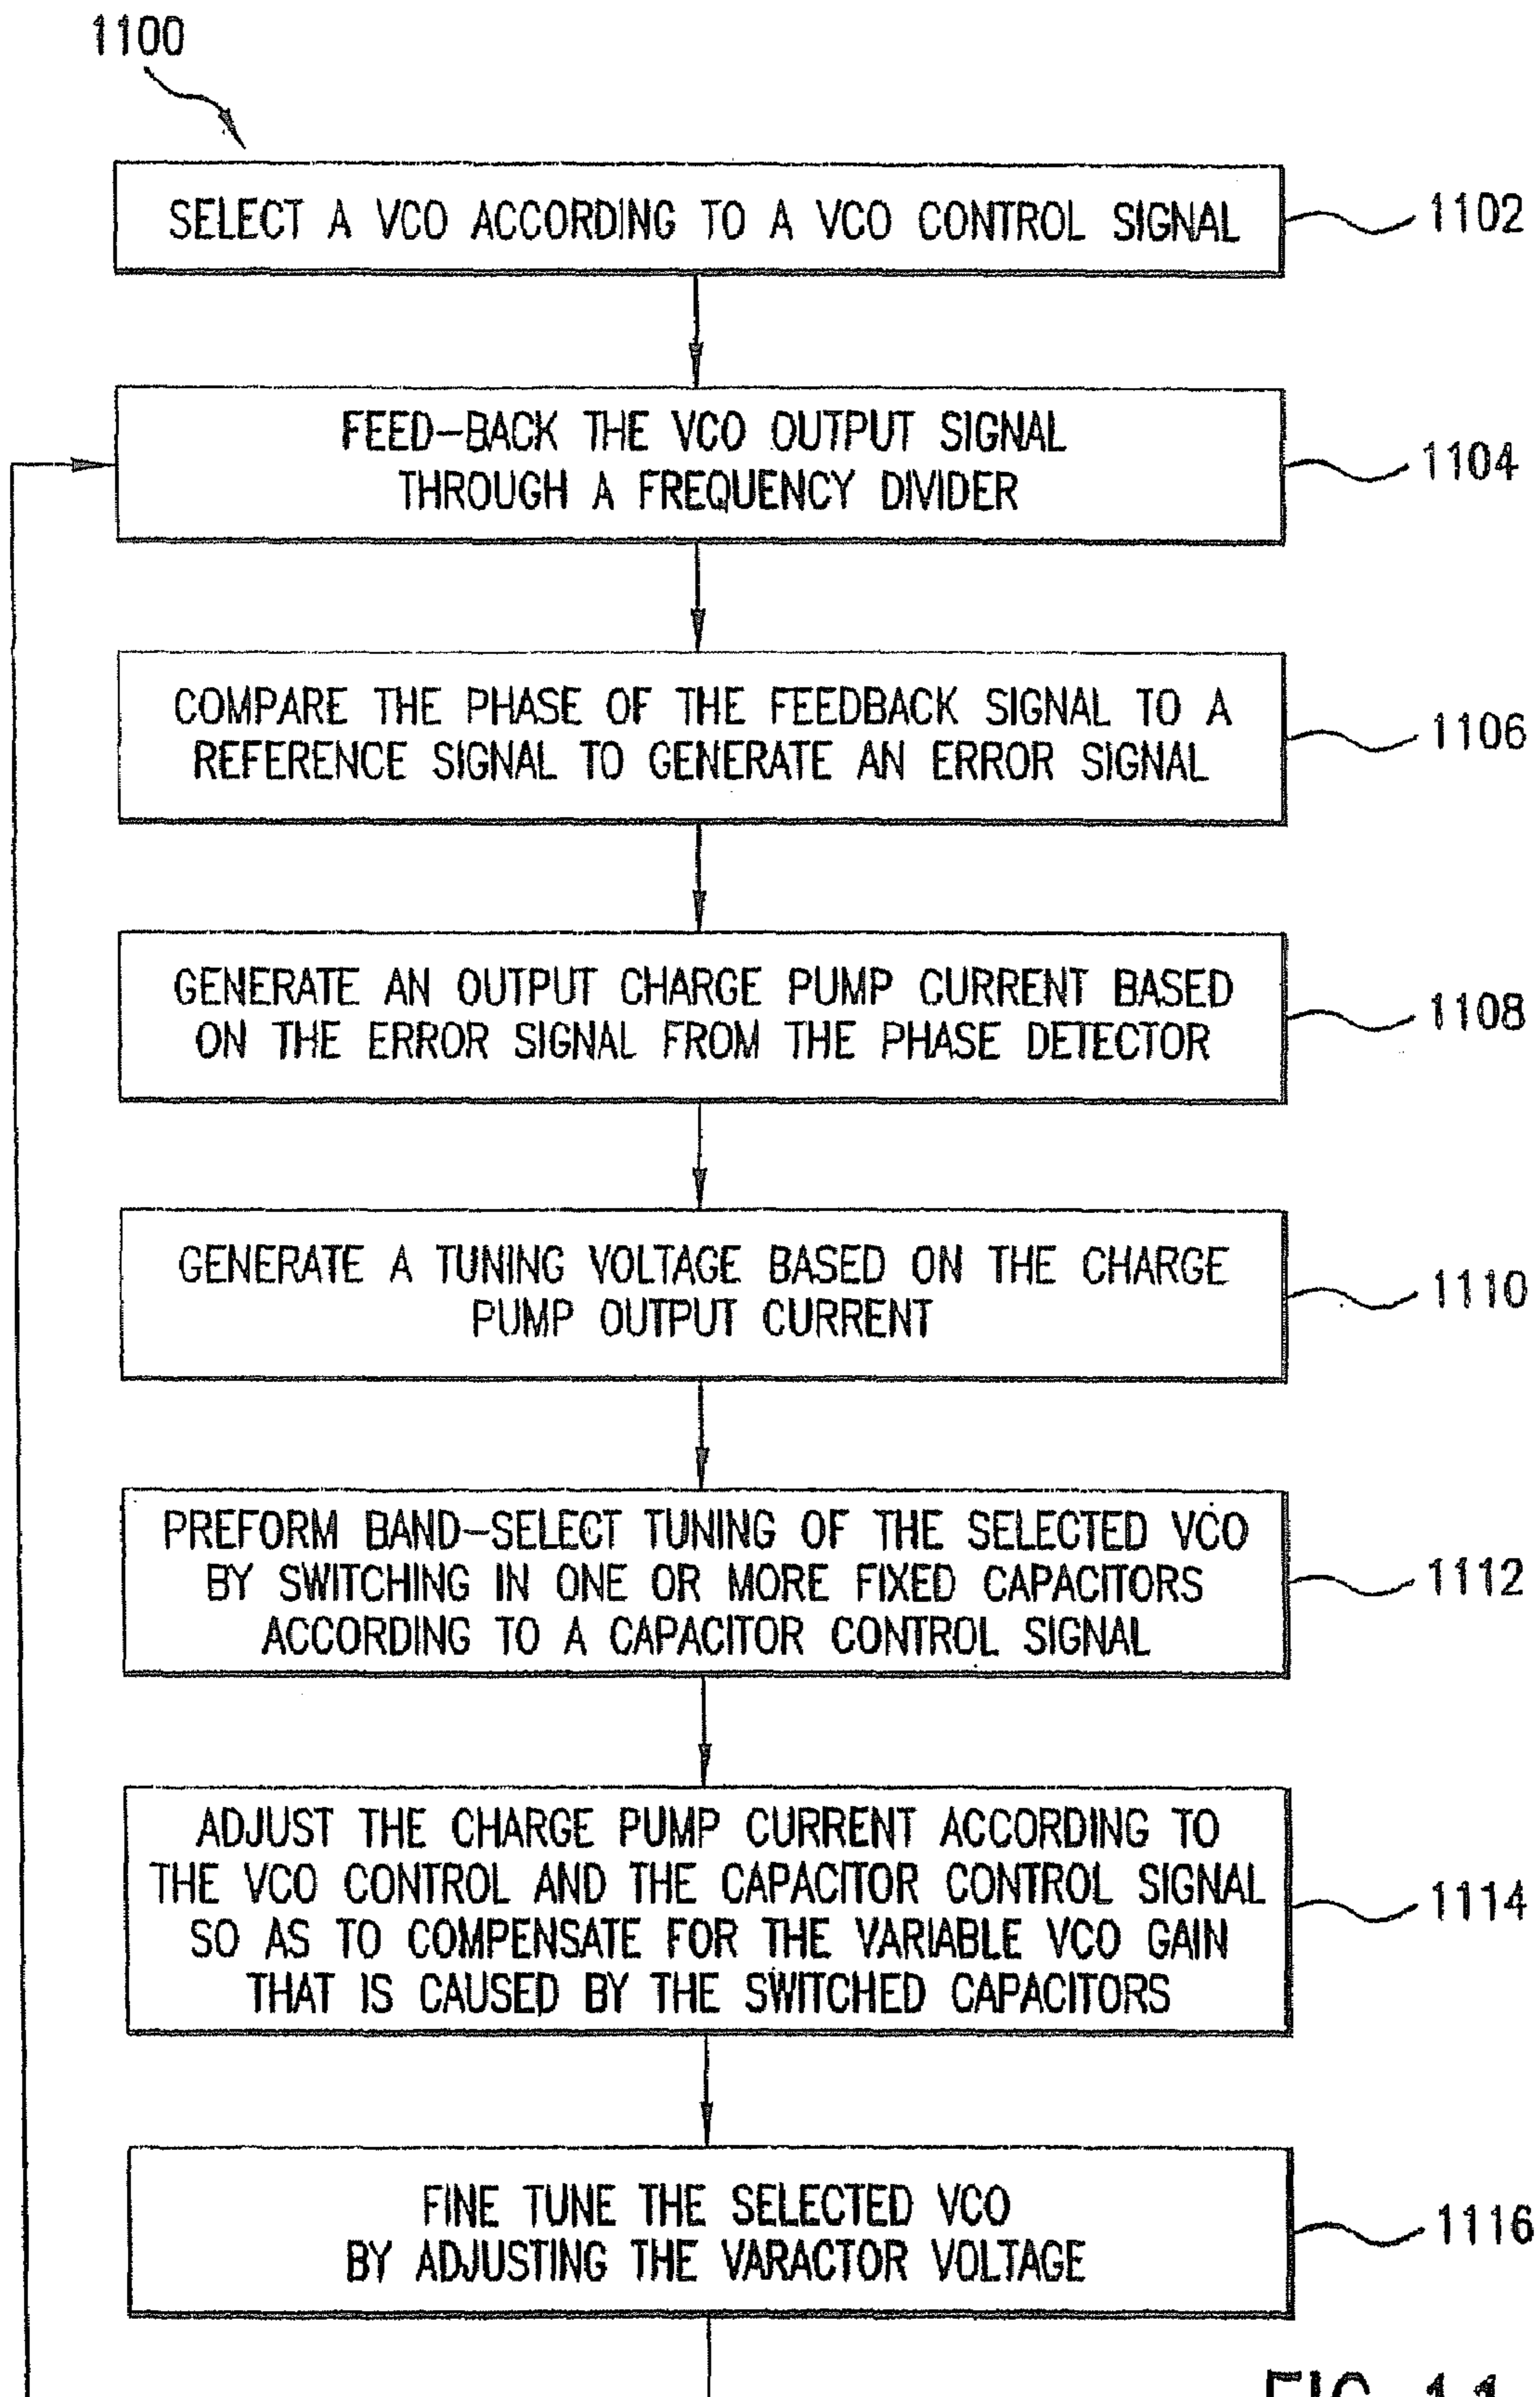 1100
SELECT A VCO ACCORDING TO A VCO CONTROL SIGNAL
1102
FEED-BACK THE VCO OUTPUT SIGNAL
THROUGH A FREQUENCY DIVIDER
1104
COMPARE THE PHASE OF THE FEEDBACK SIGNAL TO A
REFERENCE SIGNAL TO GENERATE AN ERROR SIGNAL
1106
GENERATE AN OUTPUT CHARGE PUMP CURRENT BASED
ON THE ERROR SIGNAL FROM THE PHASE DETECTOR
1108
GENERATE A TUNING VOLTAGE BASED ON THE CHARGE
PUMP OUTPUT CURRENT
1110
PREFORM BAND-SELECT TUNING OF THE SELECTED VCO
BY SWITCHING IN ONE OR MORE FIXED CAPACITORS
ACCORDING TO A CAPACITOR CONTROL SIGNAL
1112
ADJUST THE CHARGE PUMP CURRENT ACCORDING TO
THE VCO CONTROL AND THE CAPACITOR CONTROL SIGNAL
SO AS TO COMPENSATE FOR THE VARIABLE VCO GAIN
THAT IS CAUSED BY THE SWITCHED CAPACITORS
1114
FINE TUNE THE SELECTED VCO
BY ADJUSTING THE VARACTOR VOLTAGE
1116
FIG. 11